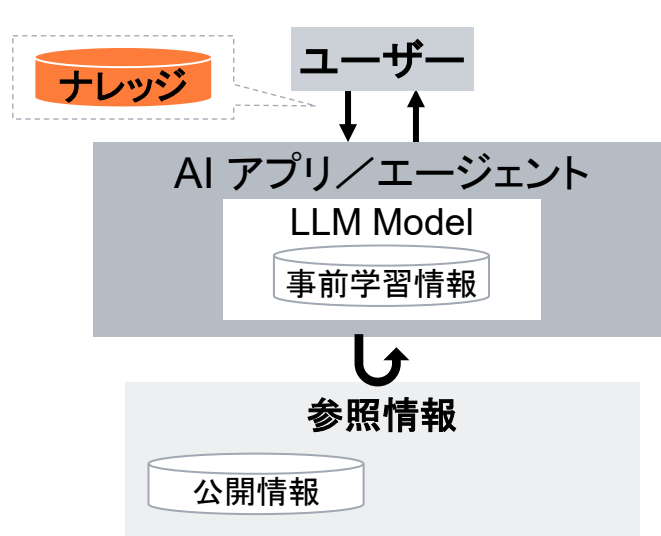 ユーザー
ナレッジ
AI アプリ／エージェント
LLM Model
事前学習情報
参照情報
公開情報